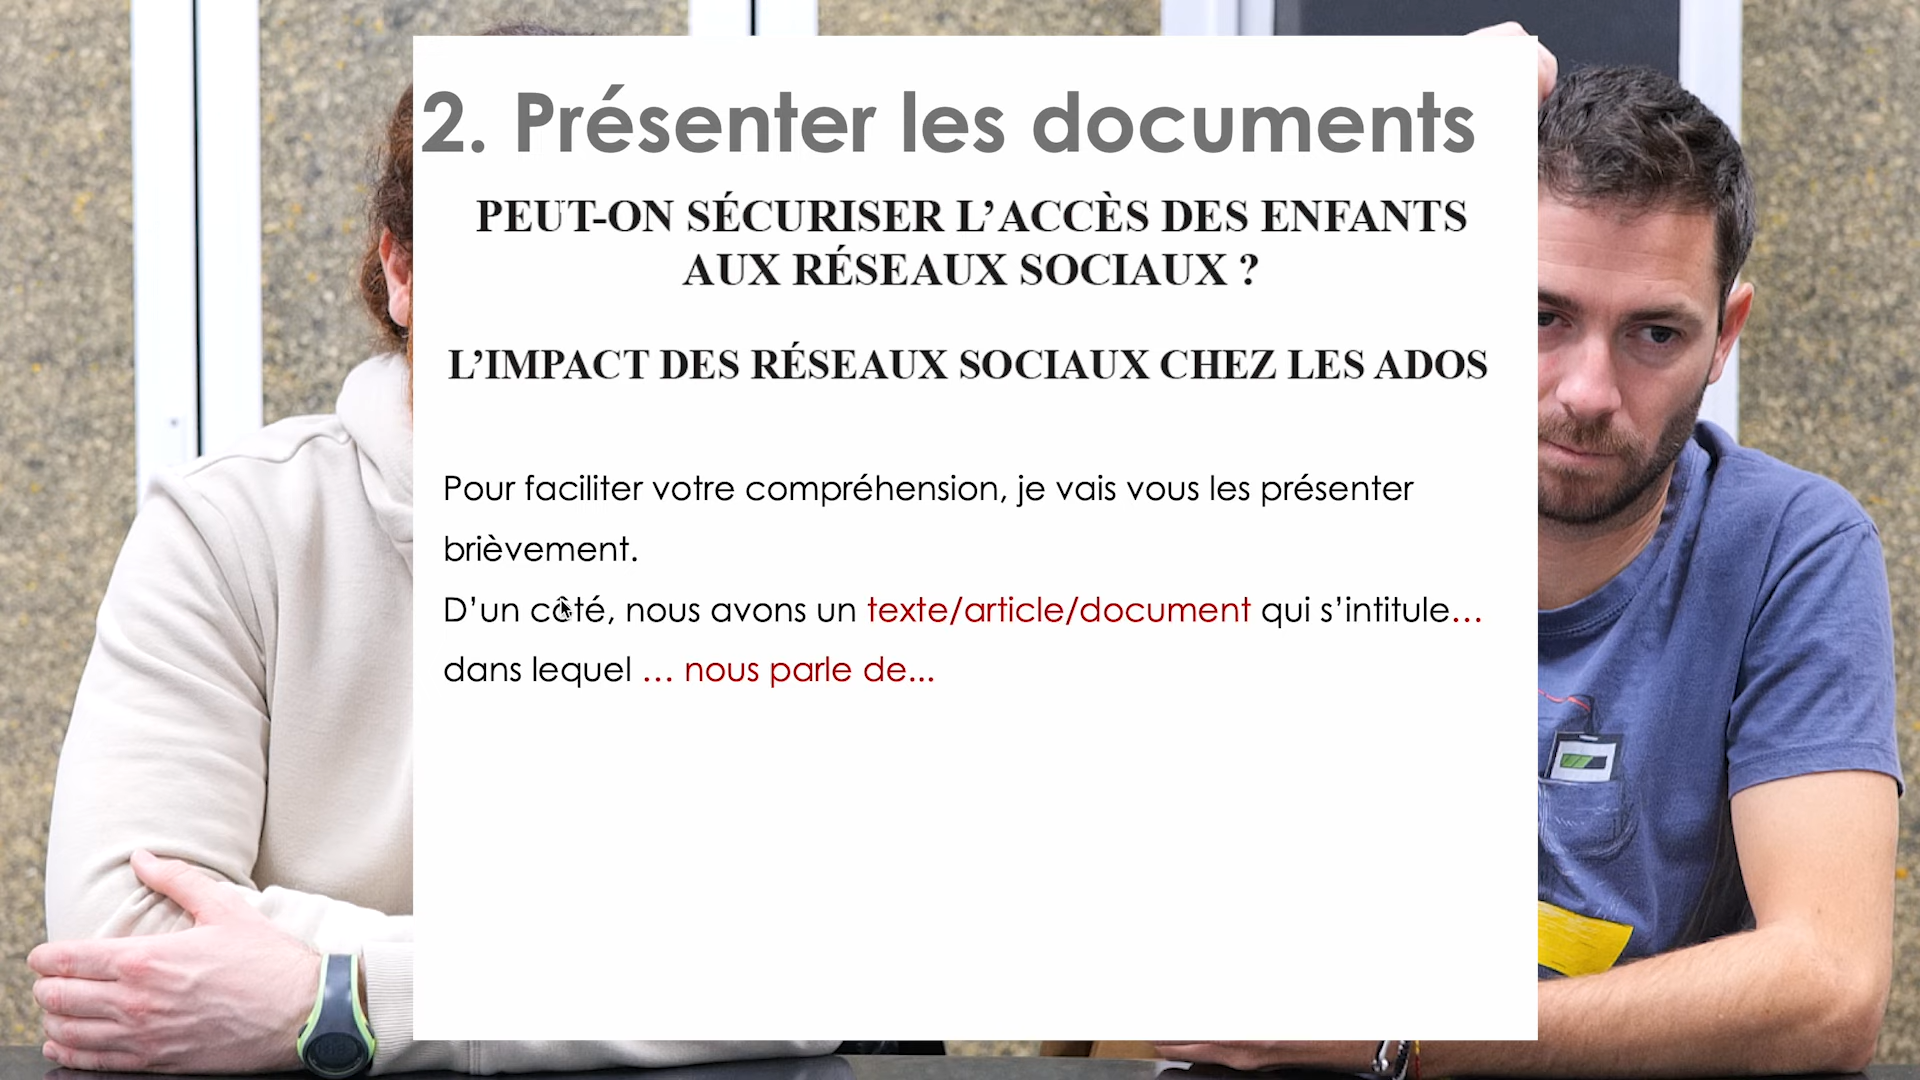 2. Présenter les documents
PEUT-ON SÉCURISER L’ACCÈS DES ENFANTS
AUX RÉSEAUX SOCIAUX ?
L’IMPACT DES RÉSEAUX SOCIAUX CHEZ LES ADOS
Pour faciliter votre compréhension, je vais vous les présenter
brièvement.
D’un côté, nous avons un texte/article/document qui s’intitule…
dans lequel … nous parle de...